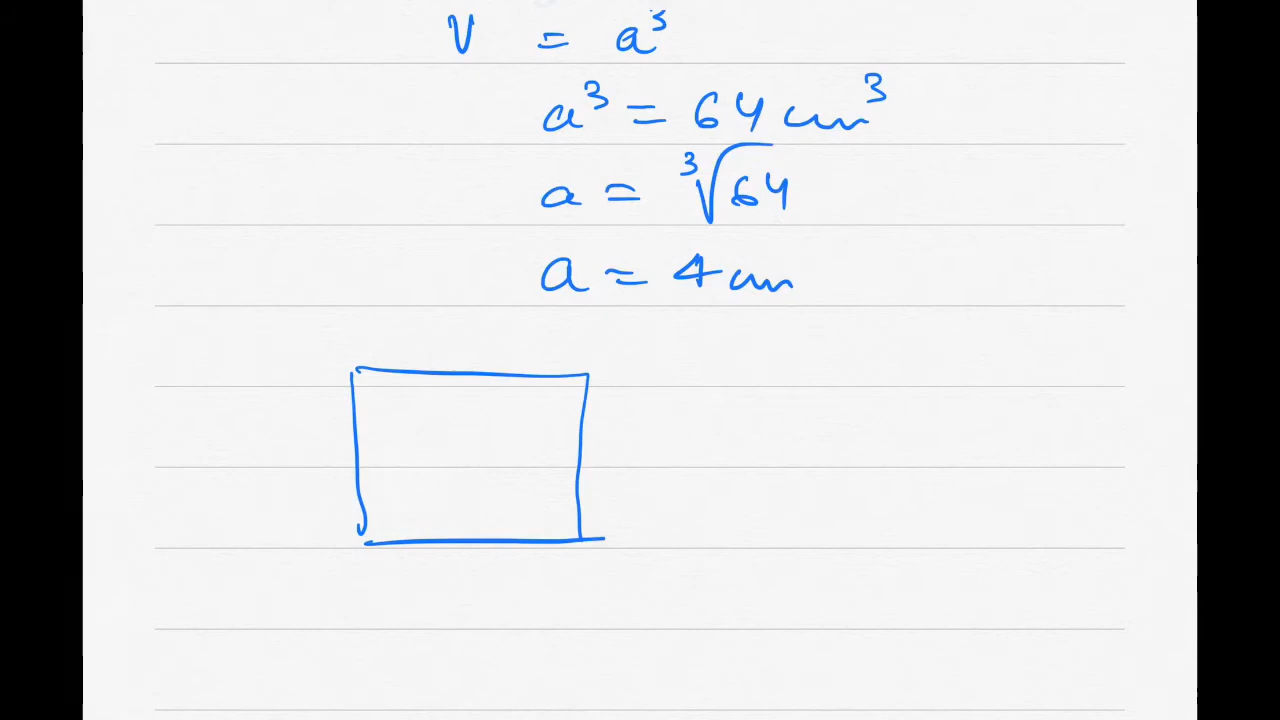 V = a³
a³ = 64 cm³
a = ³√64
a = 4 cm